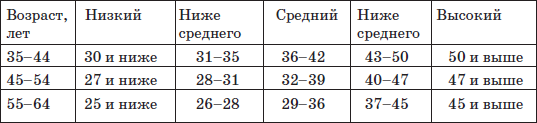 Возраст, лет Низкий Ниже среднего Средний Ниже среднего Высокий
35–44 30 и ниже 31–35 36–42 43–50 50 и выше
45–54 27 и ниже 28–31 32–39 40–47 47 и выше
55–64 25 и ниже 26–28 29–36 37–45 45 и выше